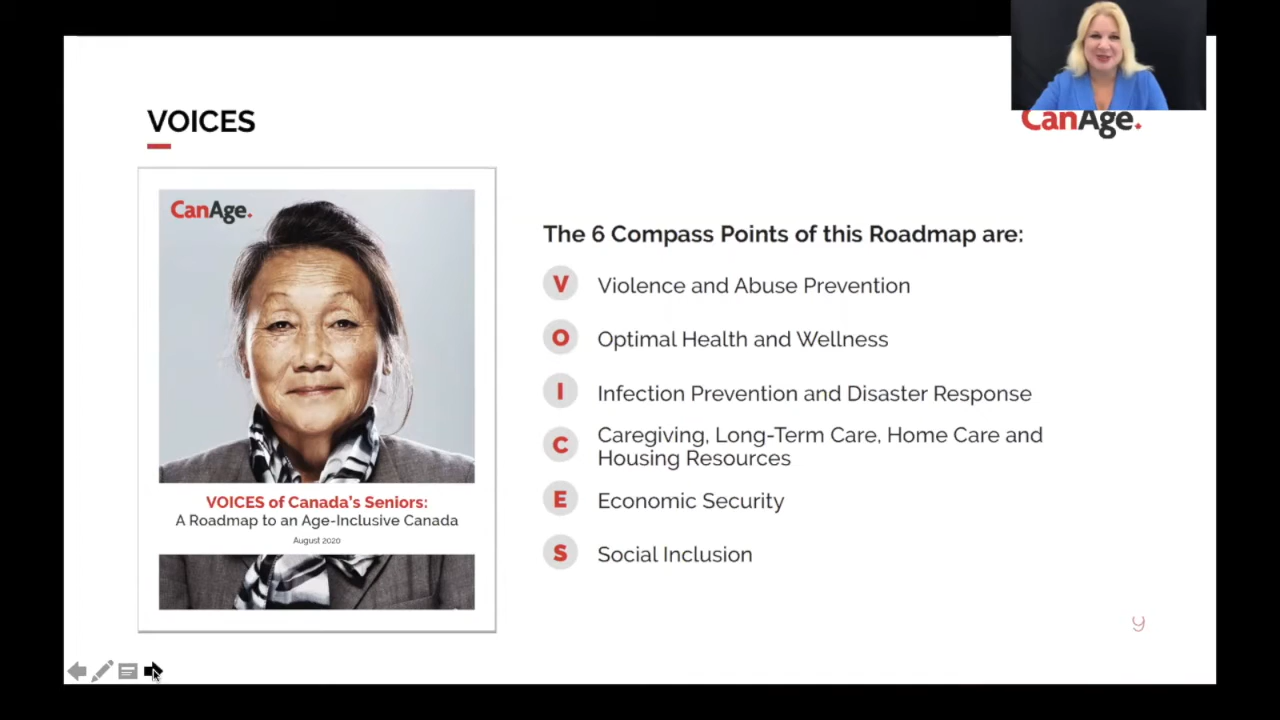 VOICES
CanAge.
CanAge.
VOICES of Canada's Seniors:
A Roadmap to an Age-Inclusive Canada
August 2020
The 6 Compass Points of this Roadmap are:
V Violence and Abuse Prevention
O Optimal Health and Wellness
I Infection Prevention and Disaster Response
C Caregiving, Long-Term Care, Home Care and
Housing Resources
E Economic Security
S Social Inclusion
9